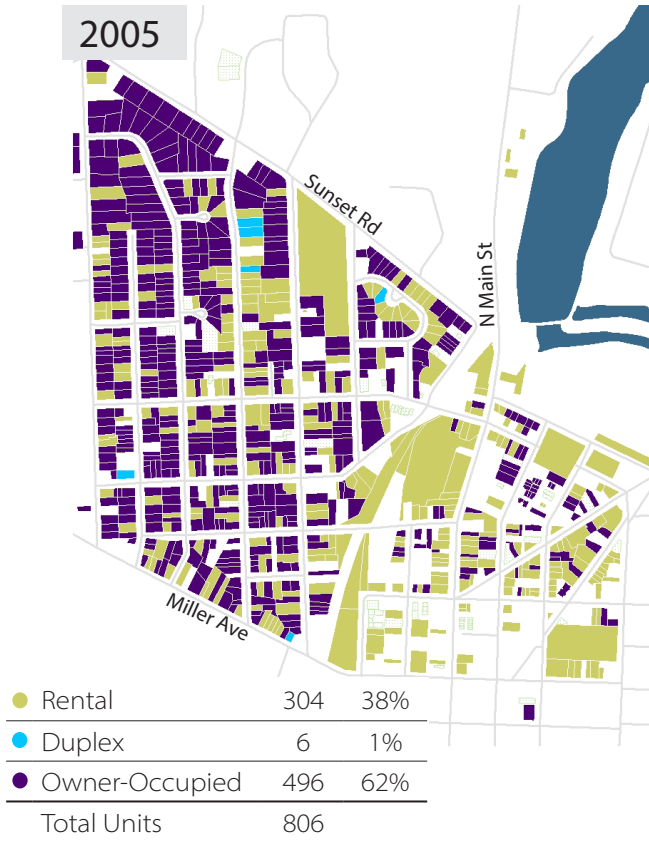 2005
Sunset Rd
N Main St
Miller Ave
Rental 304 38%
Duplex 6 1%
Owner-Occupied 496 62%
Total Units 806